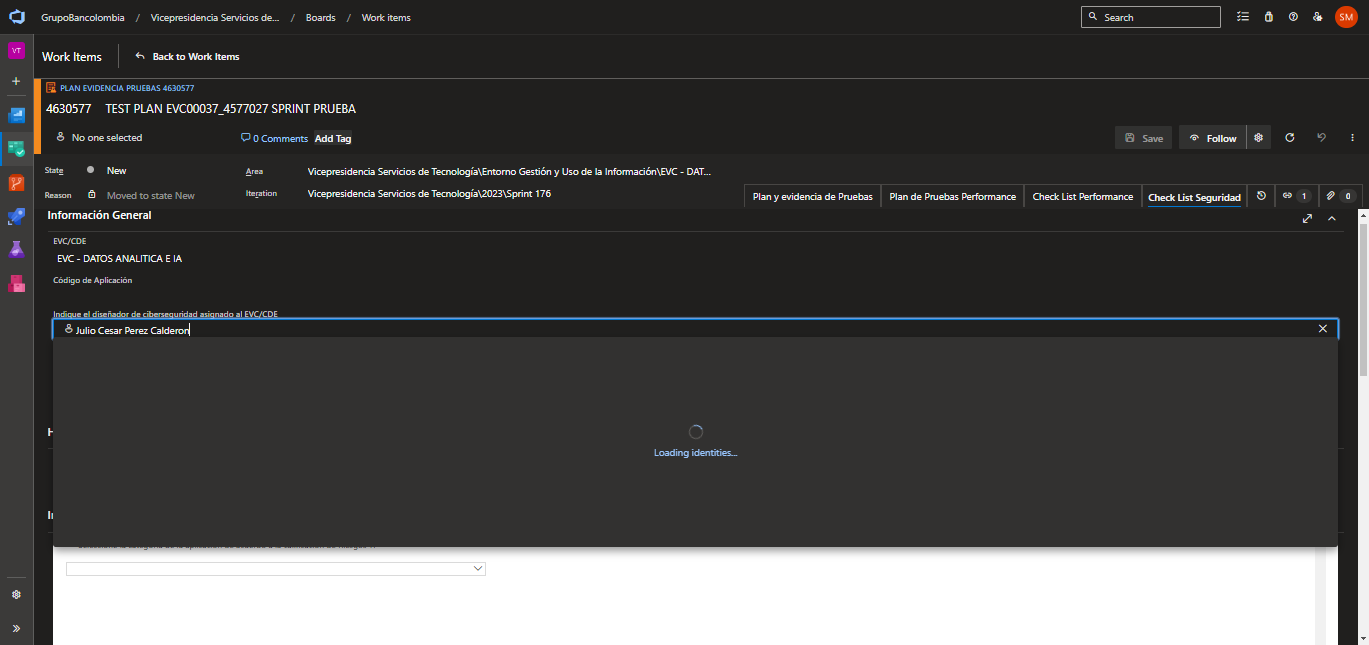 GrupoBancolombia / Vicepresidencia Servicios de... / Boards / Work items
Search
SM
VT
Work Items
Back to Work Items
PLAN EVIDENCIA PRUEBAS 4630577
4630577 TEST PLAN EVC00037_4577027 SPRINT PRUEBA
No one selected
0 Comments
Add Tag
Save
Follow
State New
Area Vicepresidencia Servicios de Tecnología\Entorno Gestión y Uso de la Información\EVC - DAT...
Reason Moved to state New
Iteration Vicepresidencia Servicios de Tecnología\2023\Sprint 176
Plan y evidencia de Pruebas
Plan de Pruebas Performance
Check List Performance
Check List Seguridad
1
0
Información General
EVC/CDE
EVC - DATOS ANALITICA E IA
Código de Aplicación
Indique el diseñador de ciberseguridad asignado al EVC/CDE
Julio Cesar Perez Calderon
Loading identities...